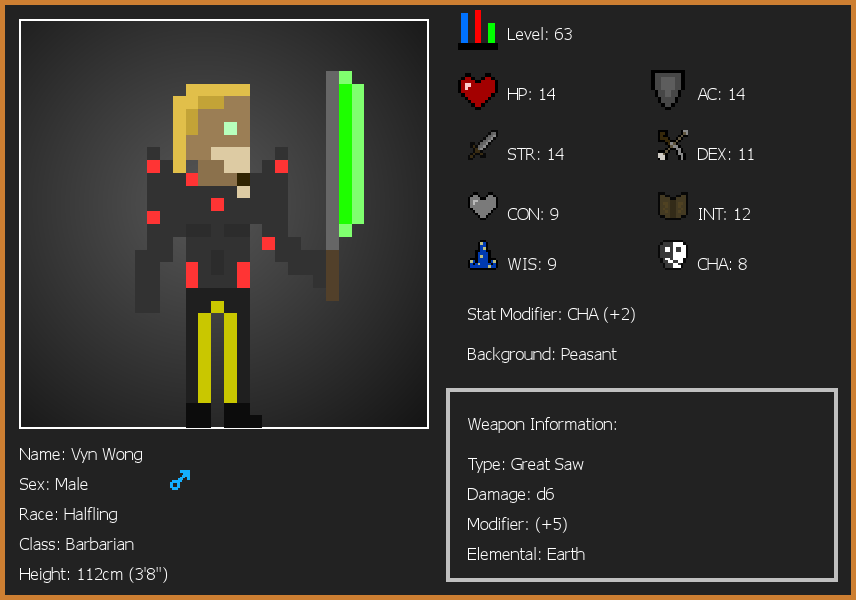 Level: 63
HP: 14
AC: 14
STR: 14
DEX: 11
CON: 9
INT: 12
WIS: 9
CHA: 8
Stat Modifier: CHA (+2)
Background: Peasant
Weapon Information:
Type: Great Saw
Damage: d6
Modifier: (+5)
Elemental: Earth
Name: Vyn Wong
Sex: Male
Race: Halfling
Class: Barbarian
Height: 112cm (3'8")